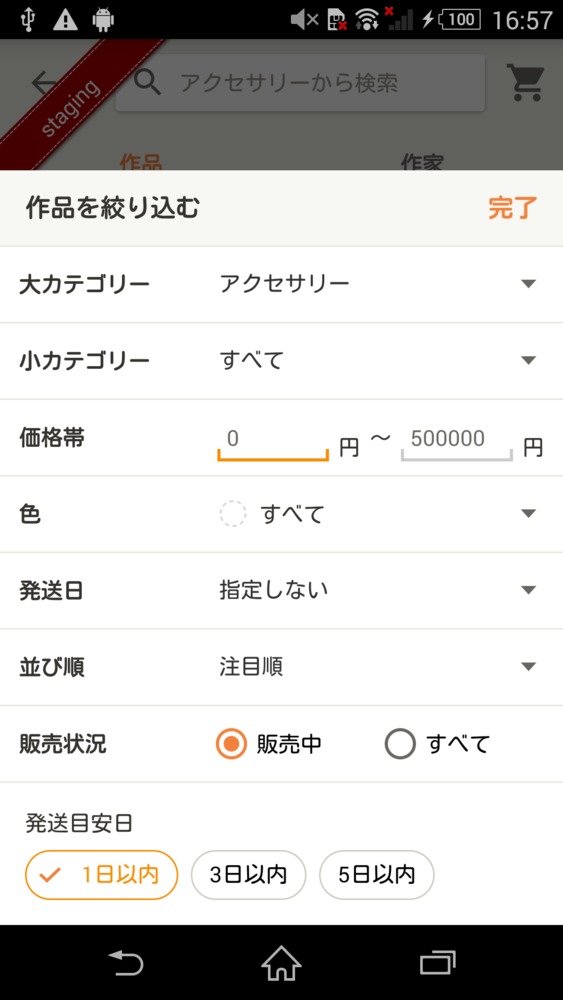 100 16:57
staging
アクセサリーから検索
作品 作家
作品を絞り込む 完了
大カテゴリー アクセサリー
小カテゴリー すべて
価格帯 0 円 〜 500000 円
色 すべて
発送日 指定しない
並び順 注目順
販売状況 販売中 すべて
発送目安日
1日以内 3日以内 5日以内